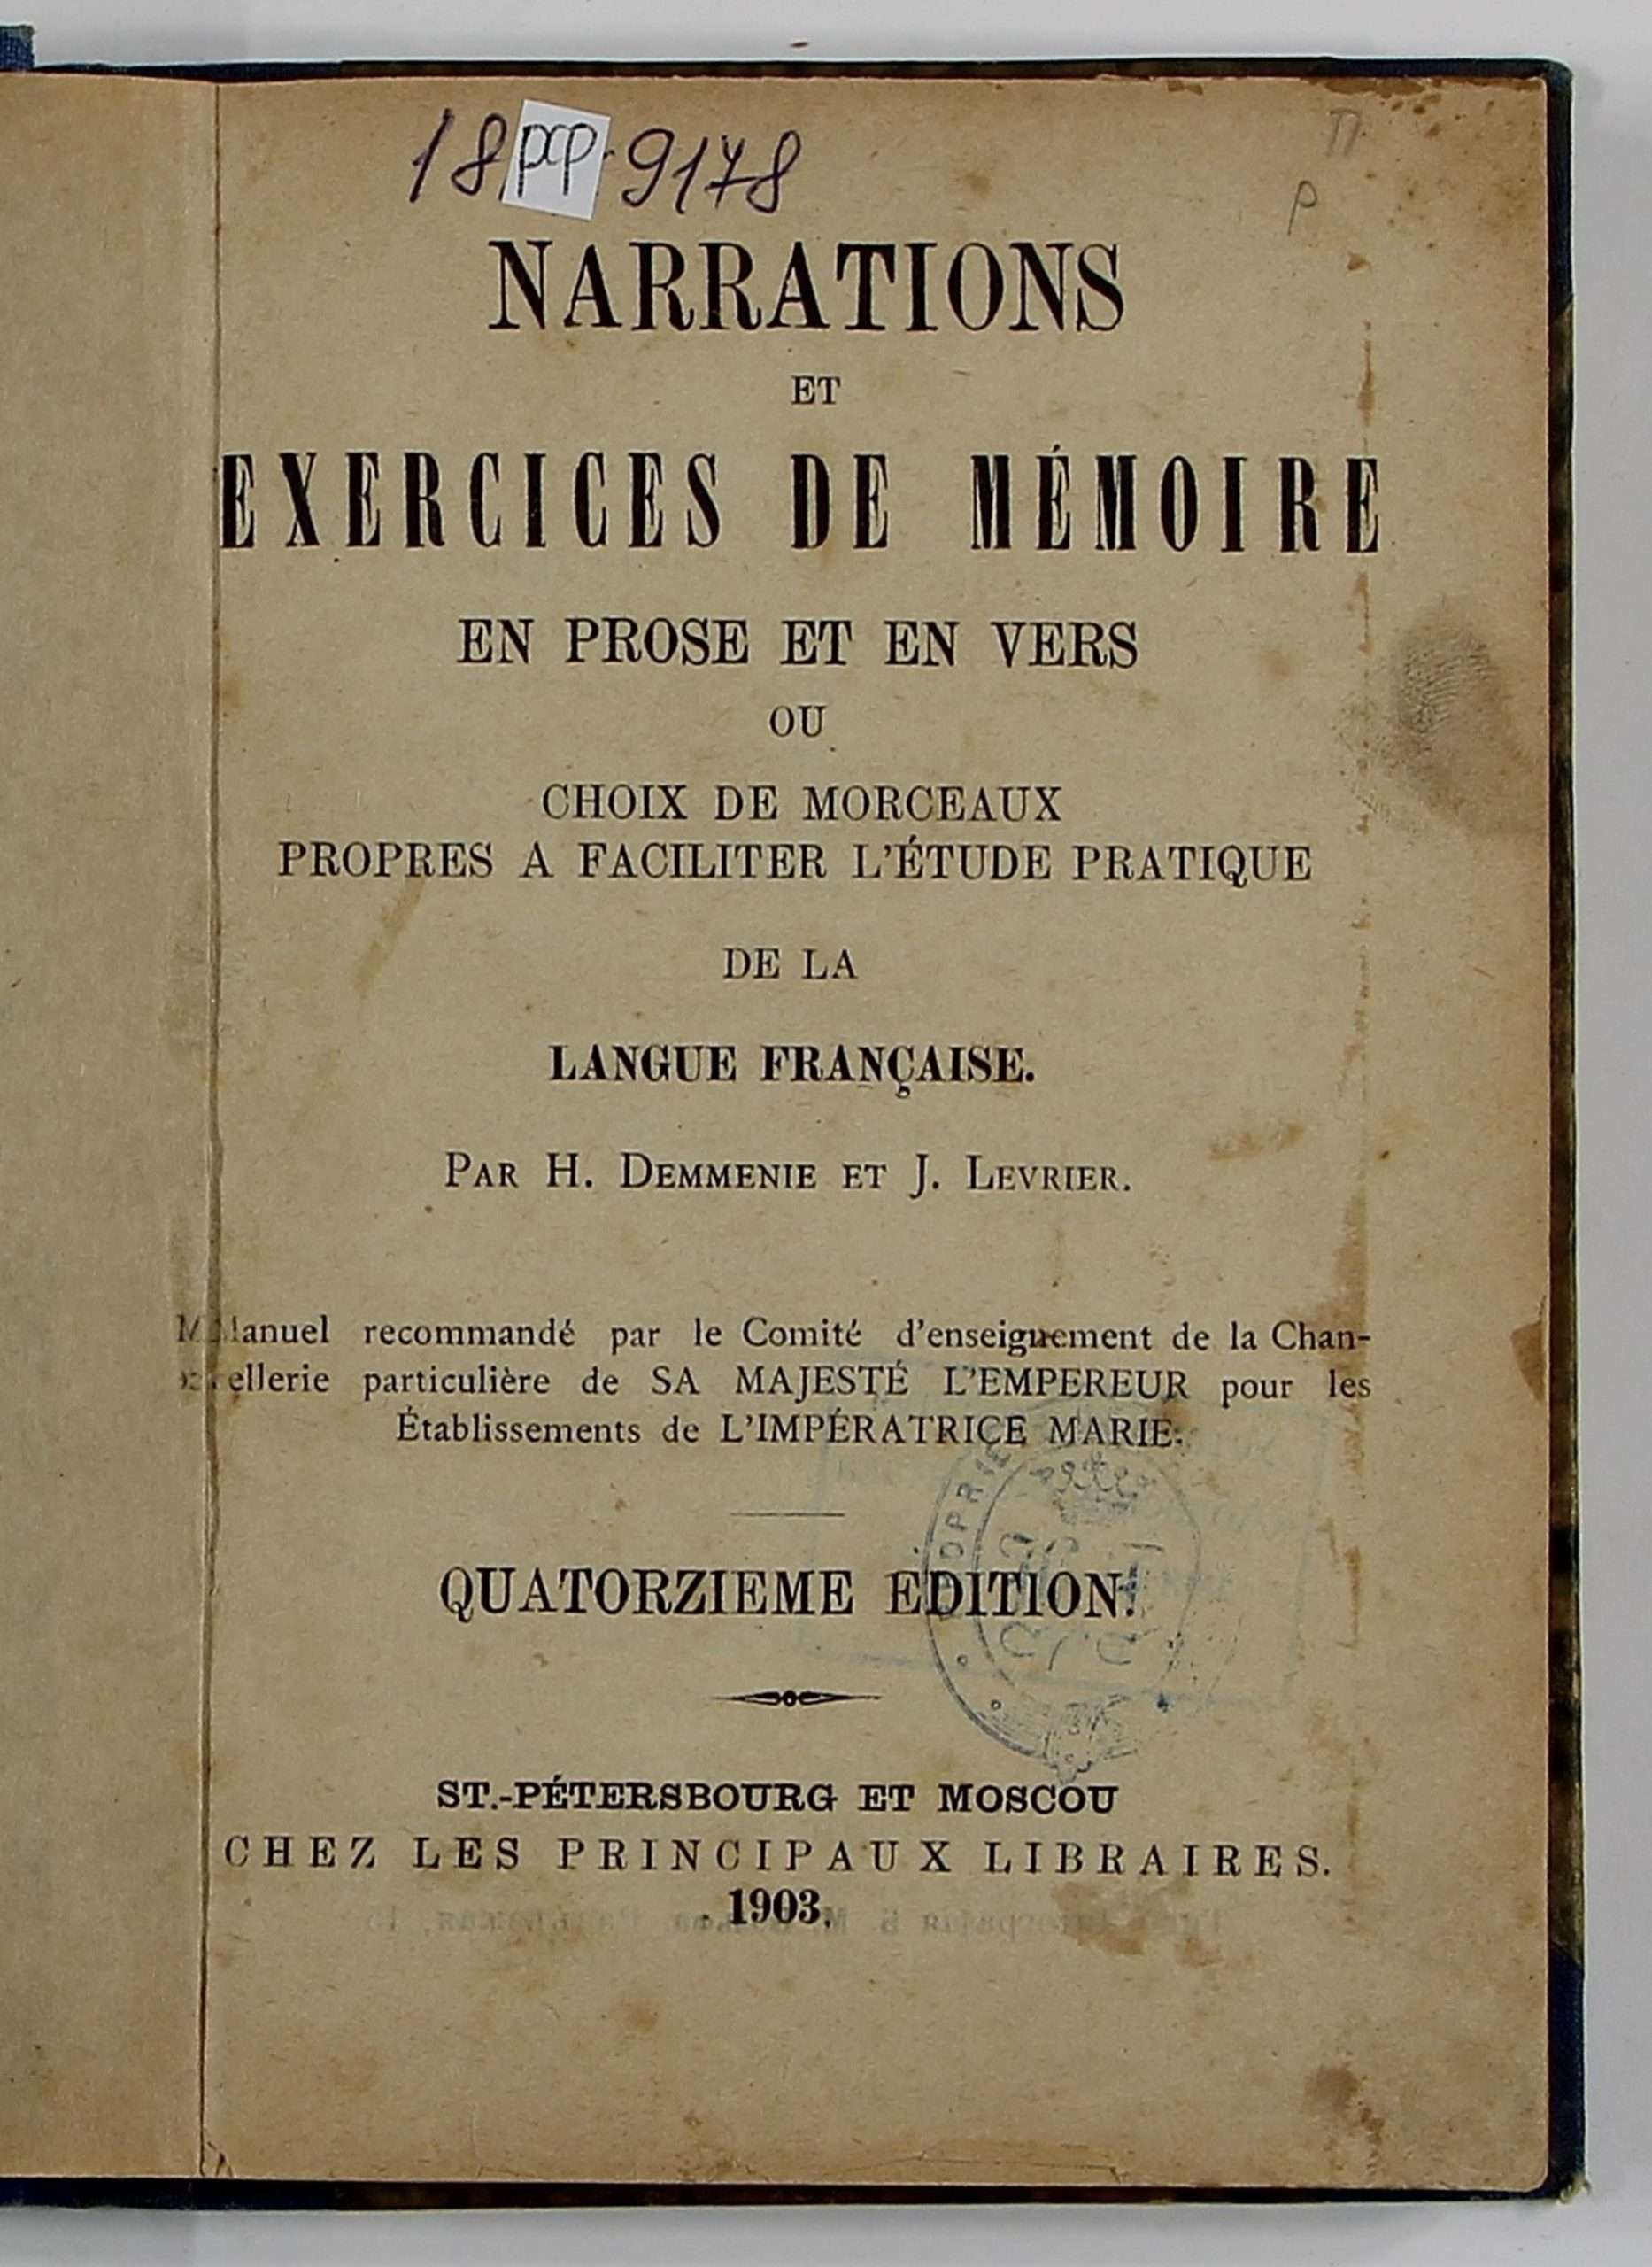 18 рф 9178
П
р
NARRATIONS
ET
EXERCICES DE MÉMOIRE
EN PROSE ET EN VERS
OU
CHOIX DE MORCEAUX
PROPRES A FACILITER L'ÉTUDE PRATIQUE
DE LA
LANGUE FRANÇAISE.
PAR H. DEMMENIE ET J. LEVRIER.
Manuel recommandé par le Comité d'enseignement de la Chan-
cellerie particulière de SA MAJESTÉ L'EMPEREUR pour les
Établissements de L'IMPÉRATRICE MARIE.
QUATORZIEME EDITION.
ST.-PÉTERSBOURG ET MOSCOU
CHEZ LES PRINCIPAUX LIBRAIRES.
1903.